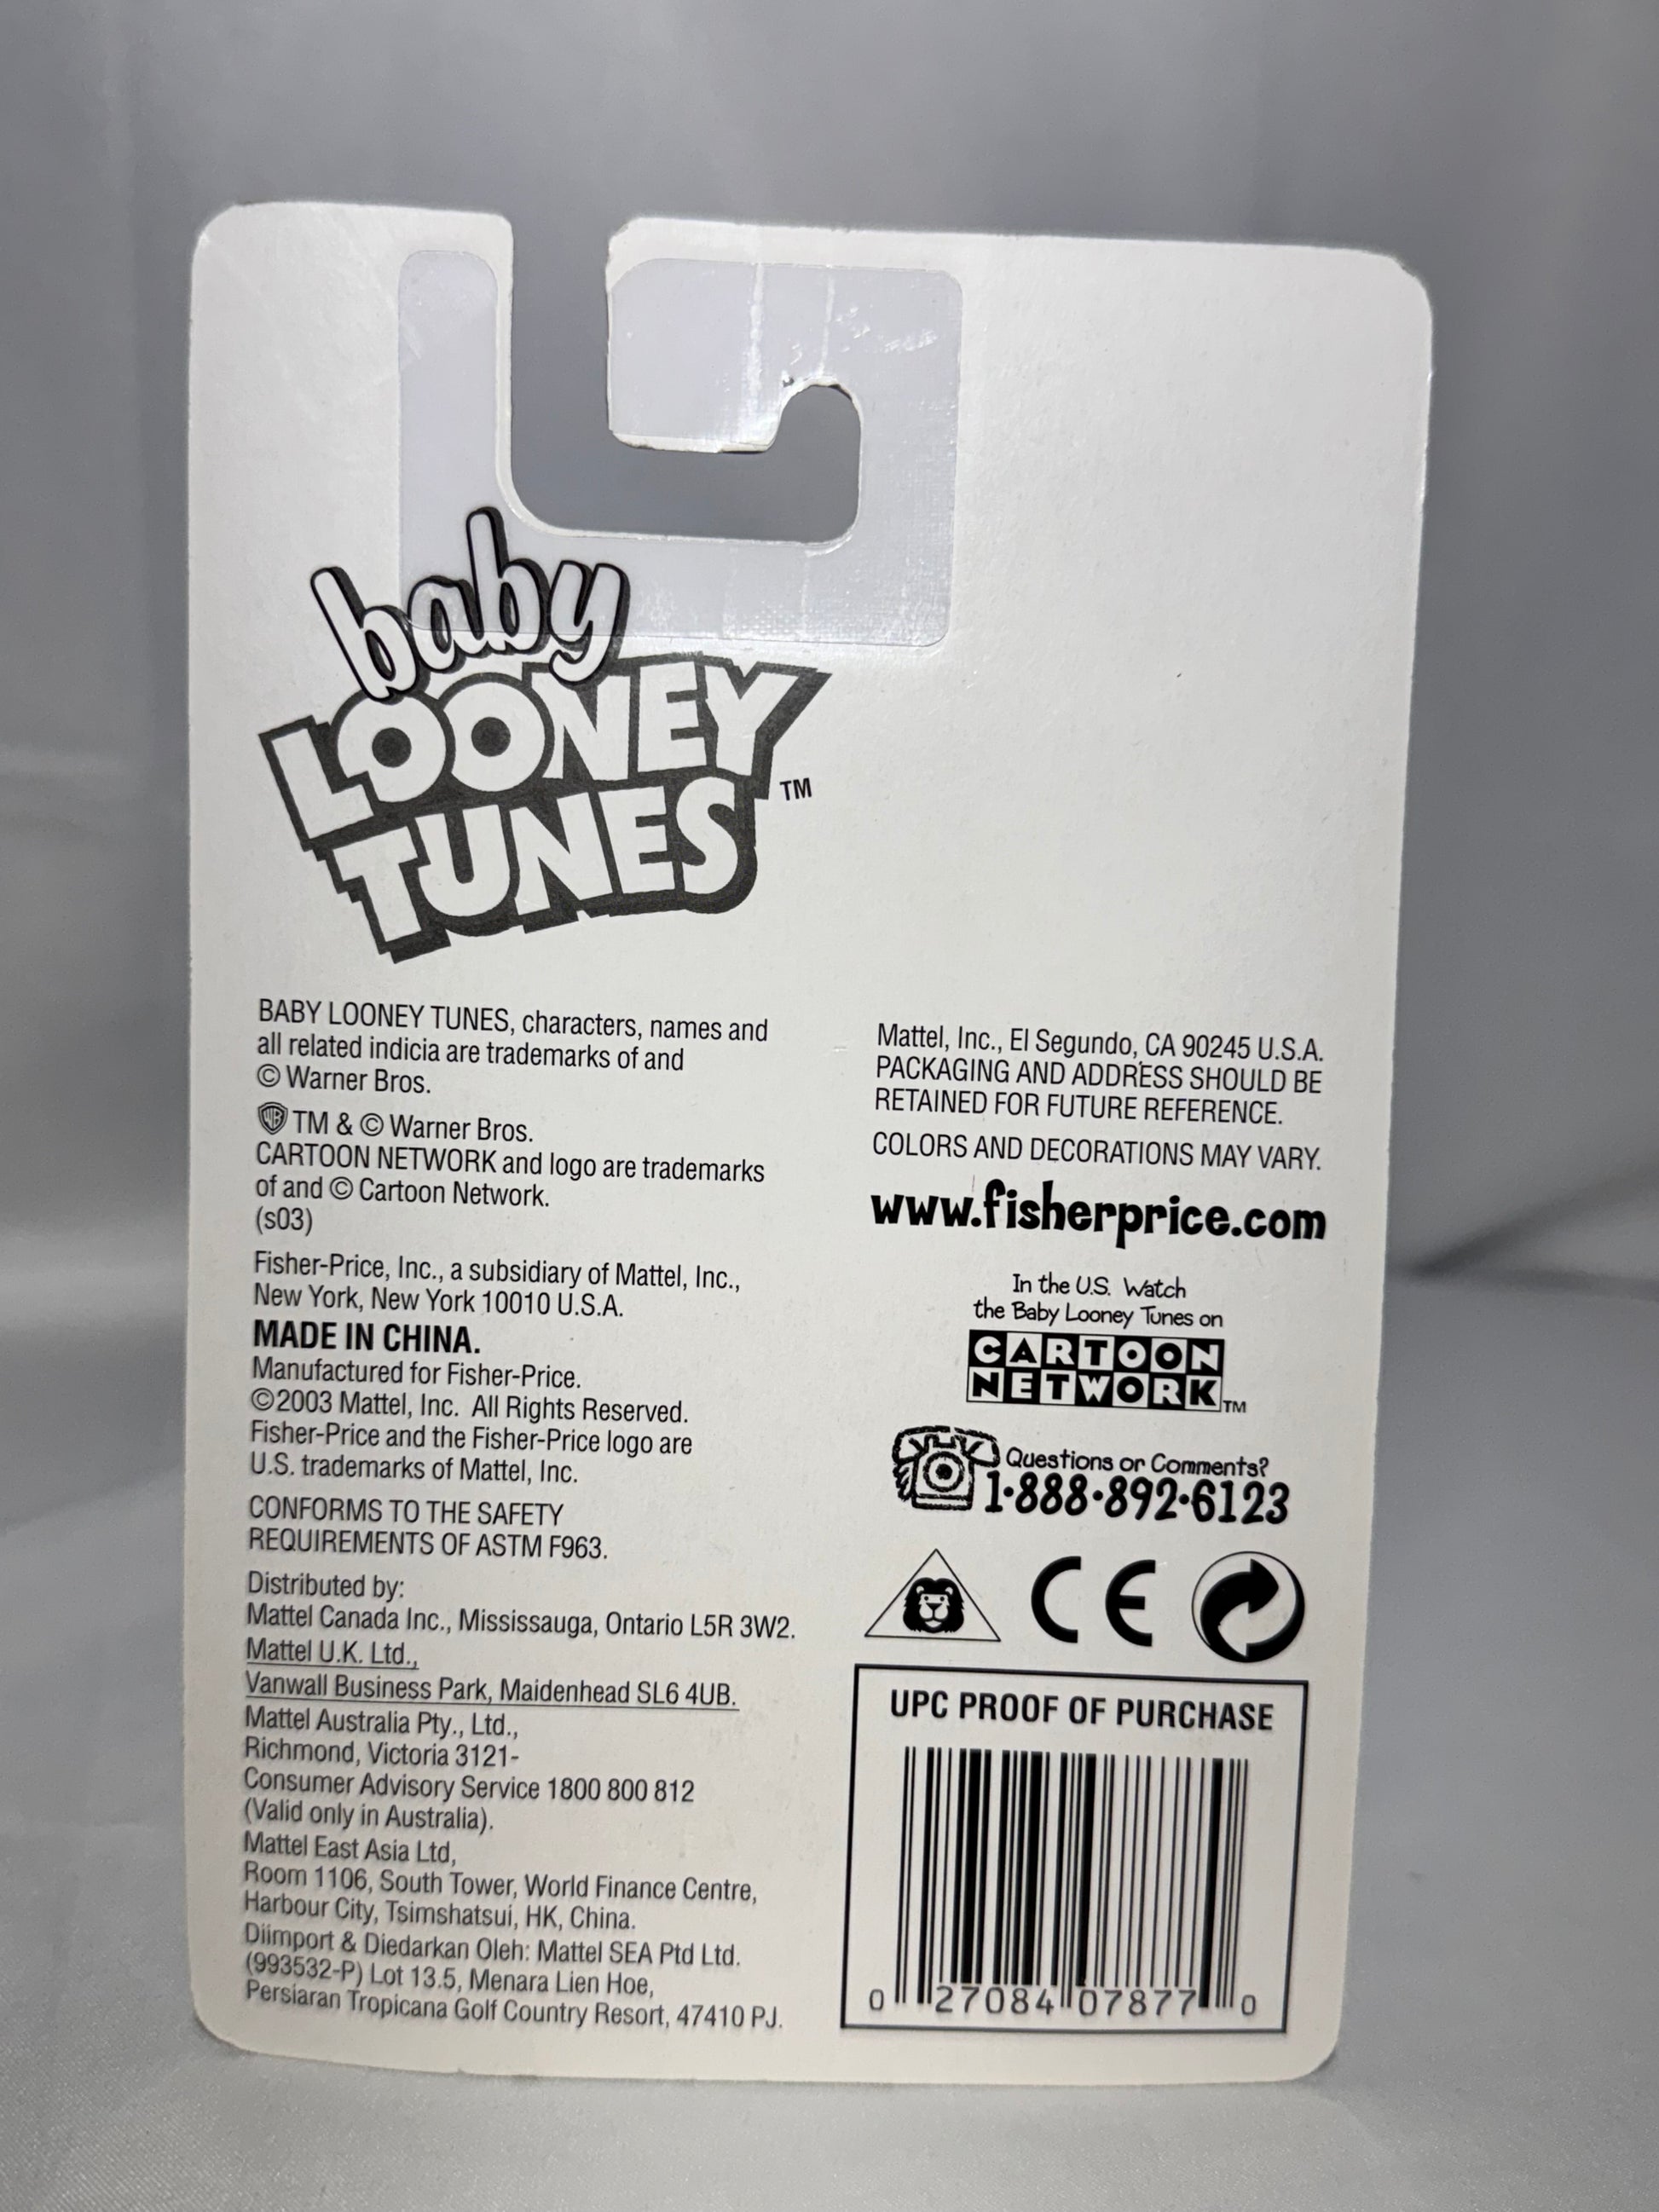 baby
LOONEY
TUNES™
BABY LOONEY TUNES, characters, names and
all related indicia are trademarks of and
© Warner Bros.
WB TM & © Warner Bros.
CARTOON NETWORK and logo are trademarks
of and © Cartoon Network.
(s03)
Fisher-Price, Inc., a subsidiary of Mattel, Inc.,
New York, New York 10010 U.S.A.
MADE IN CHINA.
Manufactured for Fisher-Price.
©2003 Mattel, Inc. All Rights Reserved.
Fisher-Price and the Fisher-Price logo are
U.S. trademarks of Mattel, Inc.
CONFORMS TO THE SAFETY
REQUIREMENTS OF ASTM F963.
Distributed by:
Mattel Canada Inc., Mississauga, Ontario L5R 3W2.
Mattel U.K. Ltd.,
Vanwall Business Park, Maidenhead SL6 4UB.
Mattel Australia Pty., Ltd.,
Richmond, Victoria 3121-
Consumer Advisory Service 1800 800 812
(Valid only in Australia).
Mattel East Asia Ltd,
Room 1106, South Tower, World Finance Centre,
Harbour City, Tsimshatsui, HK, China.
Diimport & Diedarkan Oleh: Mattel SEA Ptd Ltd.
(993532-P) Lot 13.5, Menara Lien Hoe,
Persiaran Tropicana Golf Country Resort, 47410 PJ.
Mattel, Inc., El Segundo, CA 90245 U.S.A.
PACKAGING AND ADDRESS SHOULD BE
RETAINED FOR FUTURE REFERENCE.
COLORS AND DECORATIONS MAY VARY.
www.fisherprice.com
In the U.S. Watch
the Baby Looney Tunes on
CARTOON
NETWORK™
Questions or Comments?
1·888·892·6123
CE
UPC PROOF OF PURCHASE
0 27084 07877 0